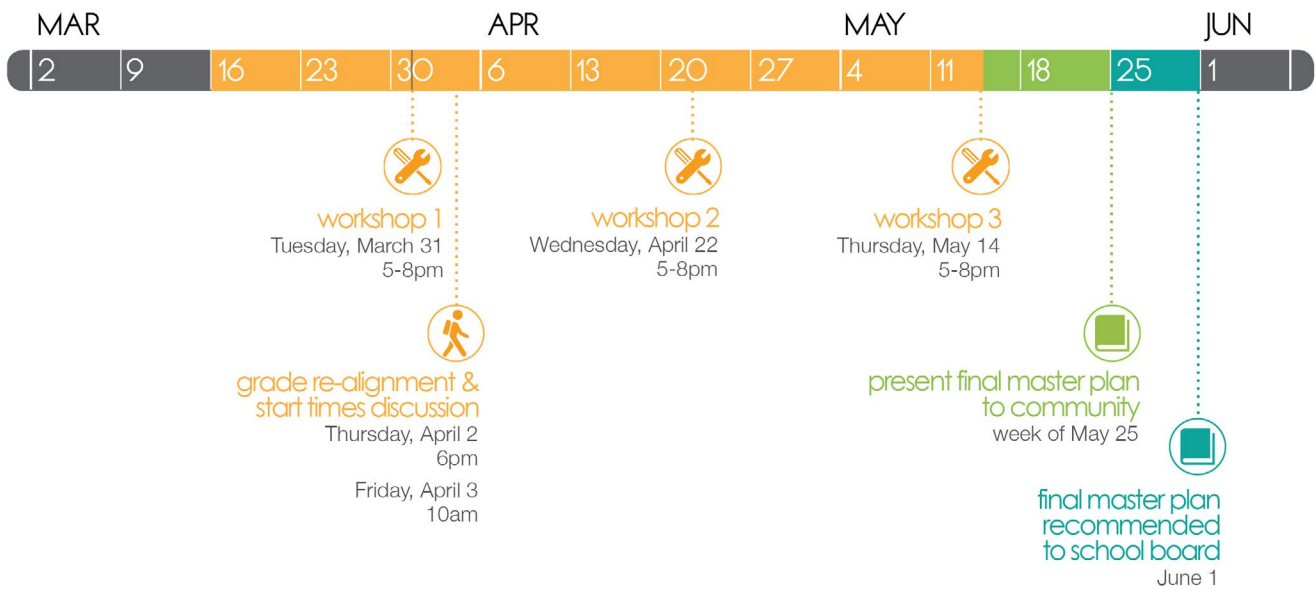 MAR APR MAY JUN
2 9 16 23 30 6 13 20 27 4 11 18 25 1
workshop 1
Tuesday, March 31
5-8pm
workshop 2
Wednesday, April 22
5-8pm
workshop 3
Thursday, May 14
5-8pm
grade re-alignment &
start times discussion
Thursday, April 2
6pm
Friday, April 3
10am
present final master plan
to community
week of May 25
final master plan
recommended
to school board
June 1